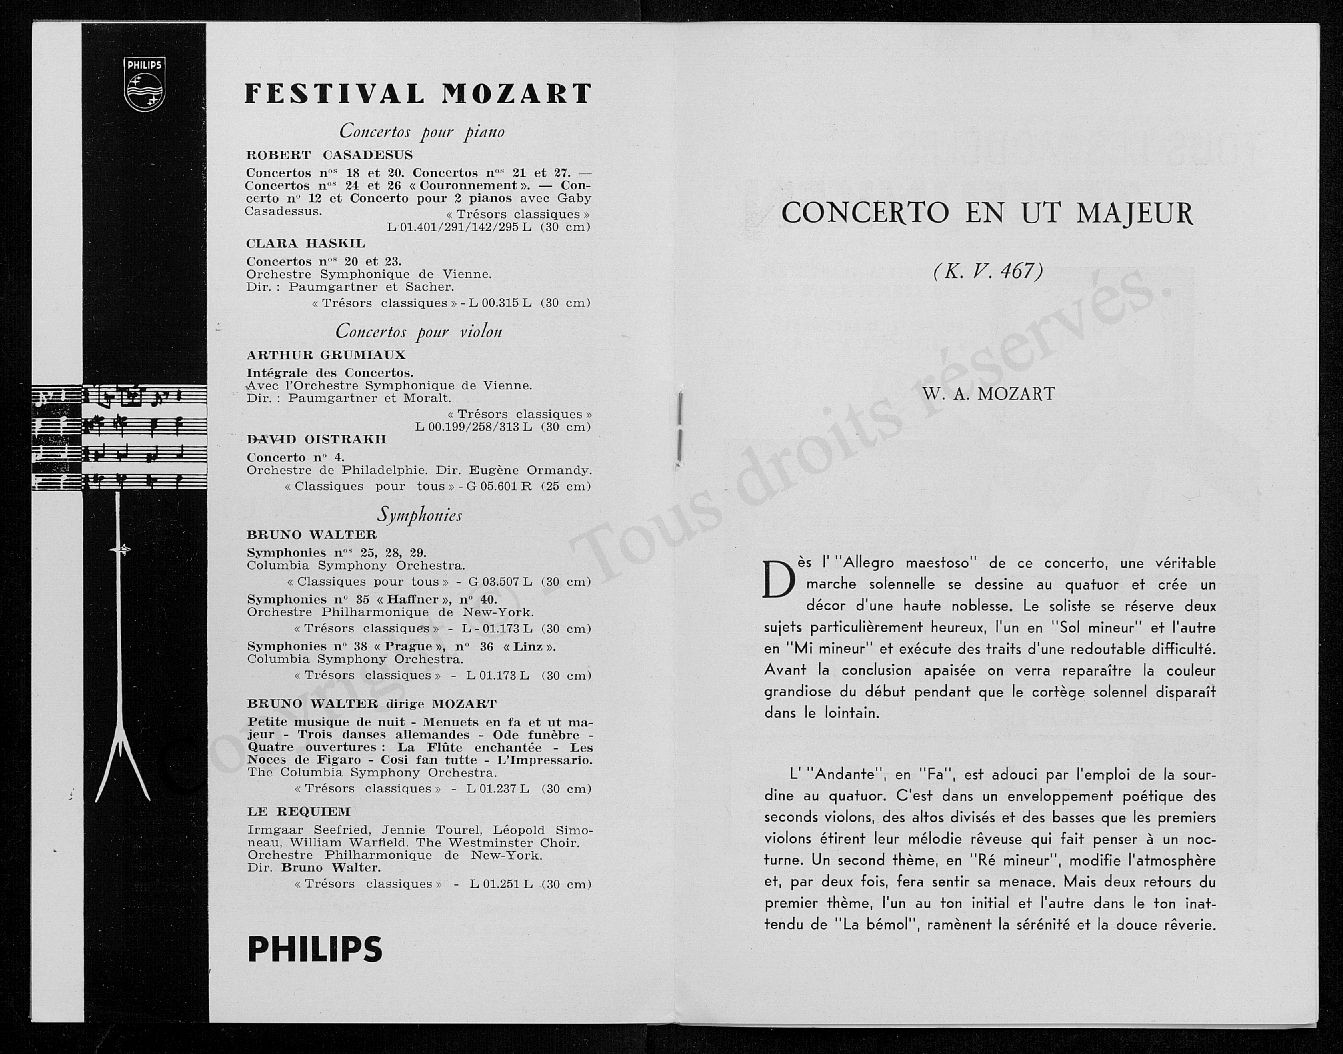 PHILIPS
FESTIVAL MOZART
Concertos pour piano
ROBERT CASADESUS
Concertos nos 18 et 20. Concertos nos 21 et 27. —
Concertos nos 24 et 26 « Couronnement ». — Con-
certo no 12 et Concerto pour 2 pianos avec Gaby
Casadessus.
« Trésors classiques »
L 01.401/291/142/295 L (30 cm)
CLARA HASKIL
Concertos nos 20 et 23.
Orchestre Symphonique de Vienne.
Dir. : Paumgartner et Sacher.
« Trésors classiques » - L 00.315 L (30 cm)
Concertos pour violon
ARTHUR GRUMIAUX
Intégrale des Concertos.
Avec l'Orchestre Symphonique de Vienne.
Dir. : Paumgartner et Moralt.
« Trésors classiques »
L 00.199/258/313 L (30 cm)
DAVID OISTRAKH
Concerto no 4.
Orchestre de Philadelphie. Dir. Eugène Ormandy.
« Classiques pour tous » - G 05.601 R (25 cm)
Symphonies
BRUNO WALTER
Symphonies nos 25, 28, 29.
Columbia Symphony Orchestra.
« Classiques pour tous » - G 03.507 L (30 cm)
Symphonies no 35 « Haffner », no 40.
Orchestre Philharmonique de New-York.
« Trésors classiques » - L - 01.173 L (30 cm)
Symphonies no 38 « Prague », no 36 « Linz ».
Columbia Symphony Orchestra.
« Trésors classiques » - L 01.173 L (30 cm)
BRUNO WALTER dirige MOZART
Petite musique de nuit - Menuets en fa et ut ma-
jeur - Trois danses allemandes - Ode funèbre -
Quatre ouvertures : La Flûte enchantée - Les
Noces de Figaro - Cosi fan tutte - L'Impressario.
The Columbia Symphony Orchestra.
« Trésors classiques » - L 01.237 L (30 cm)
LE REQUIEM
Irmgaar Seefried, Jennie Tourel, Léopold Simo-
neau, William Warfield, The Westminster Choir.
Orchestre Philharmonique de New-York.
Dir. Bruno Walter.
« Trésors classiques » - L 01.251 L (30 cm)
PHILIPS
CONCERTO EN UT MAJEUR
(K. V. 467)
W. A. MOZART
Dès l' "Allegro maestoso" de ce concerto, une véritable
marche solennelle se dessine au quatuor et crée un
décor d'une haute noblesse. Le soliste se réserve deux
sujets particulièrement heureux, l'un en "Sol mineur" et l'autre
en "Mi mineur" et exécute des traits d'une redoutable difficulté.
Avant la conclusion apaisée on verra reparaître la couleur
grandiose du début pendant que le cortège solennel disparaît
dans le lointain.
L' "Andante", en "Fa", est adouci par l'emploi de la sour-
dine au quatuor. C'est dans un enveloppement poétique des
seconds violons, des altos divisés et des basses que les premiers
violons étirent leur mélodie rêveuse qui fait penser à un noc-
turne. Un second thème, en "Ré mineur", modifie l'atmosphère
et, par deux fois, fera sentir sa menace. Mais deux retours du
premier thème, l'un au ton initial et l'autre dans le ton inat-
tendu de "La bémol", ramènent la sérénité et la douce rêverie.
Copyright © Tous droits réservés.